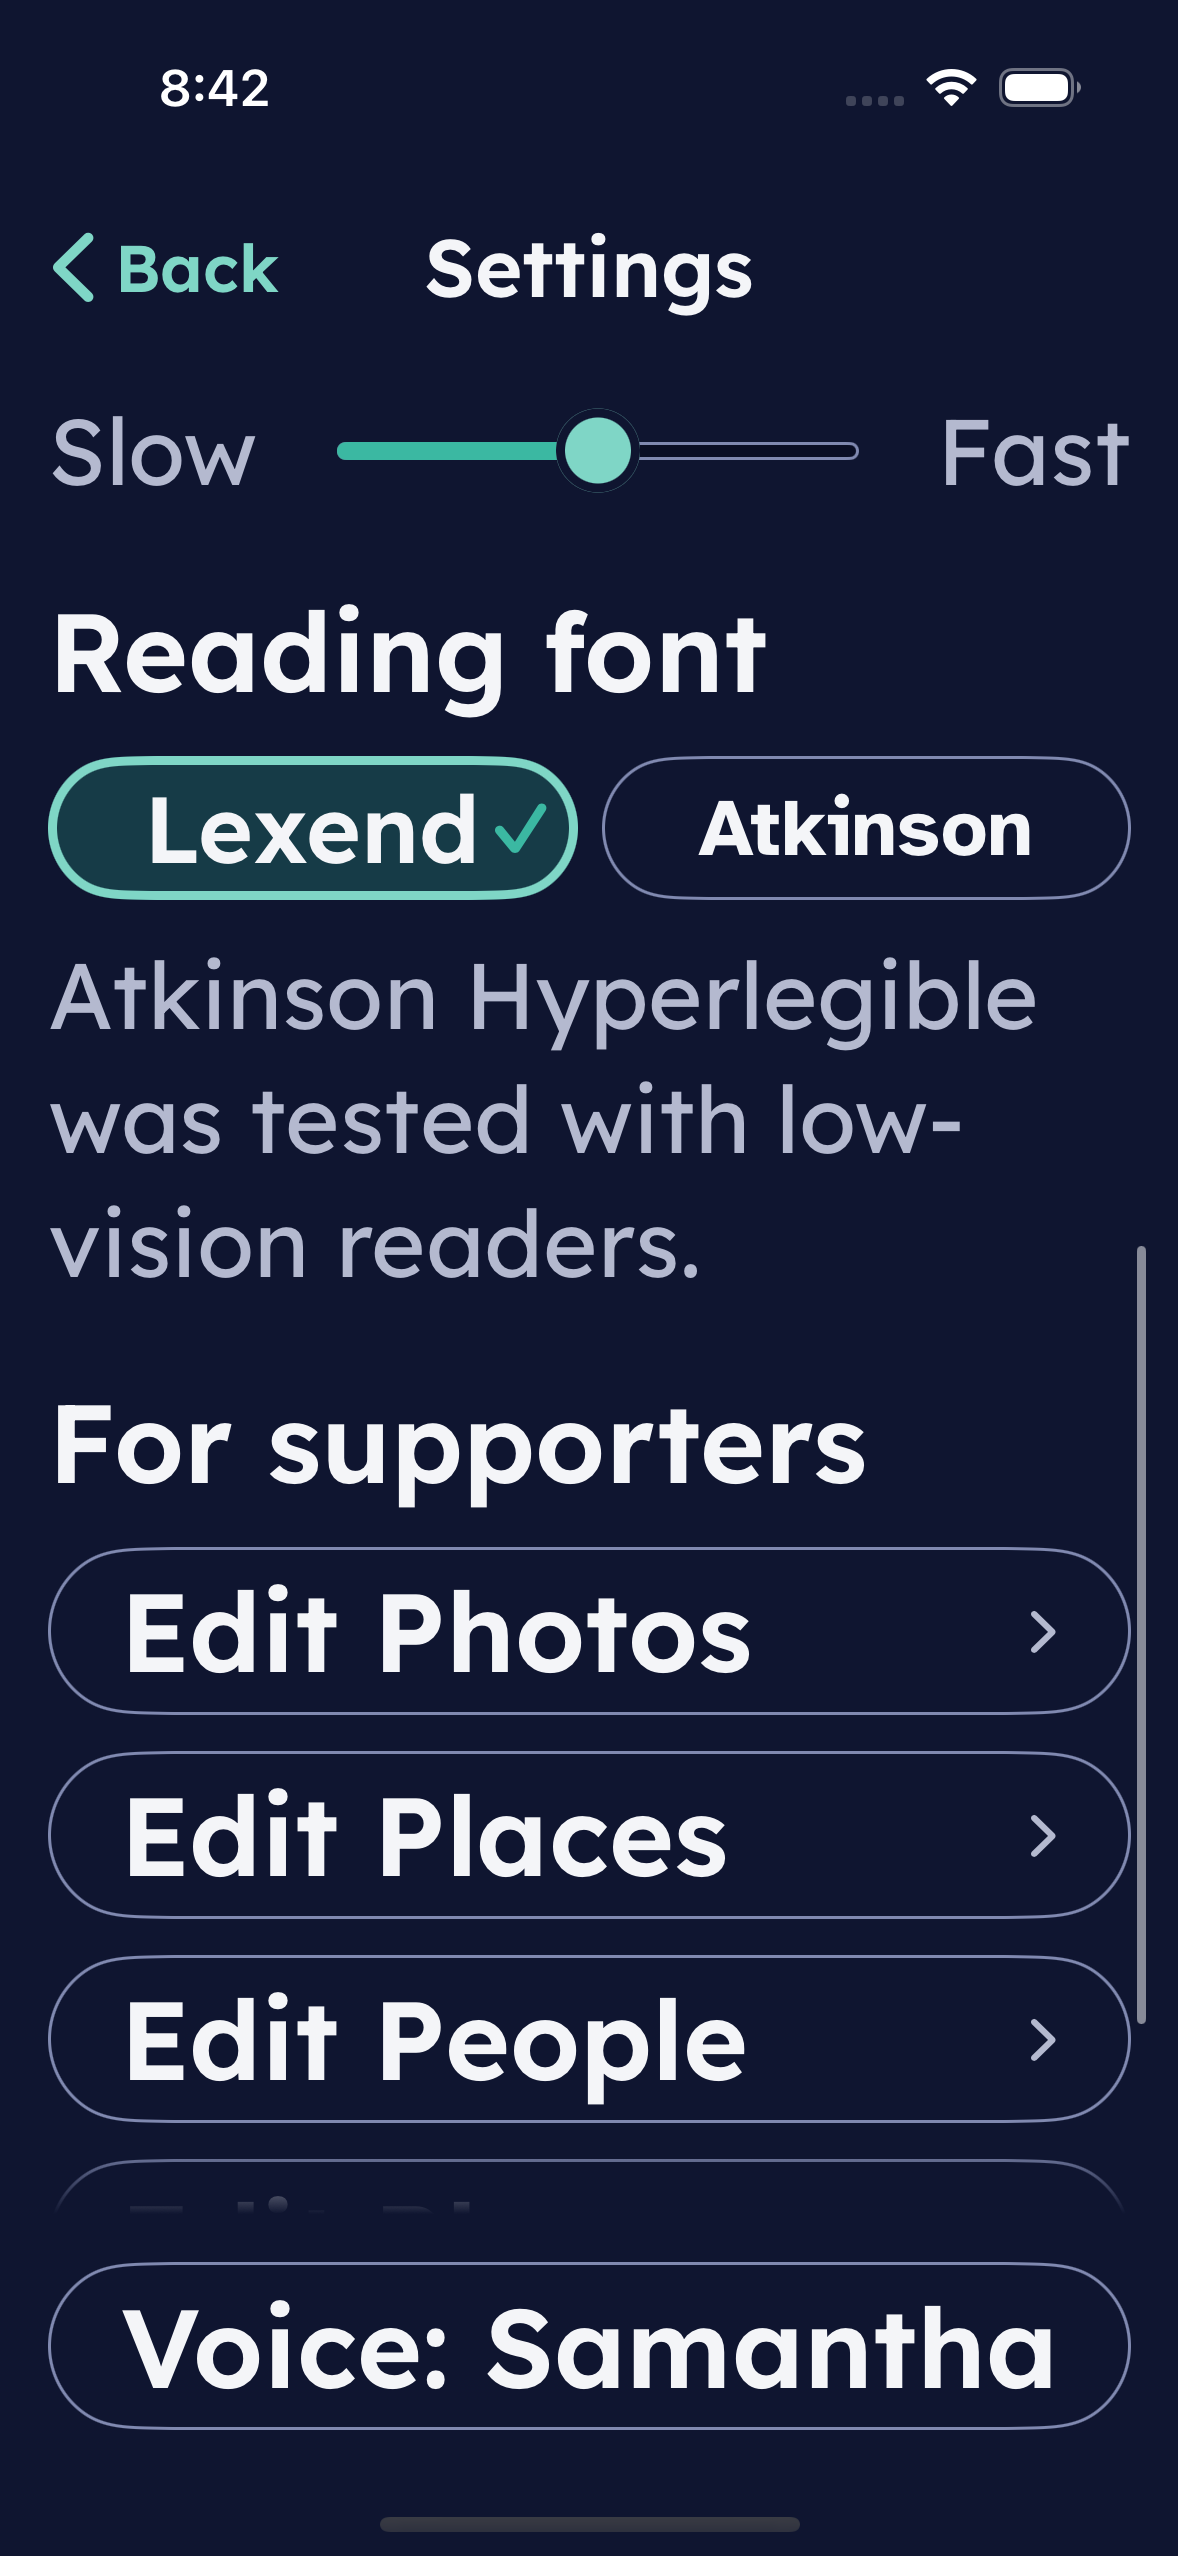 8:42
Back
Settings
Slow
Fast
Reading font
Lexend
Atkinson
Atkinson Hyperlegible
was tested with low-
vision readers.
For supporters
Edit Photos
Edit Places
Edit People
Voice: Samantha